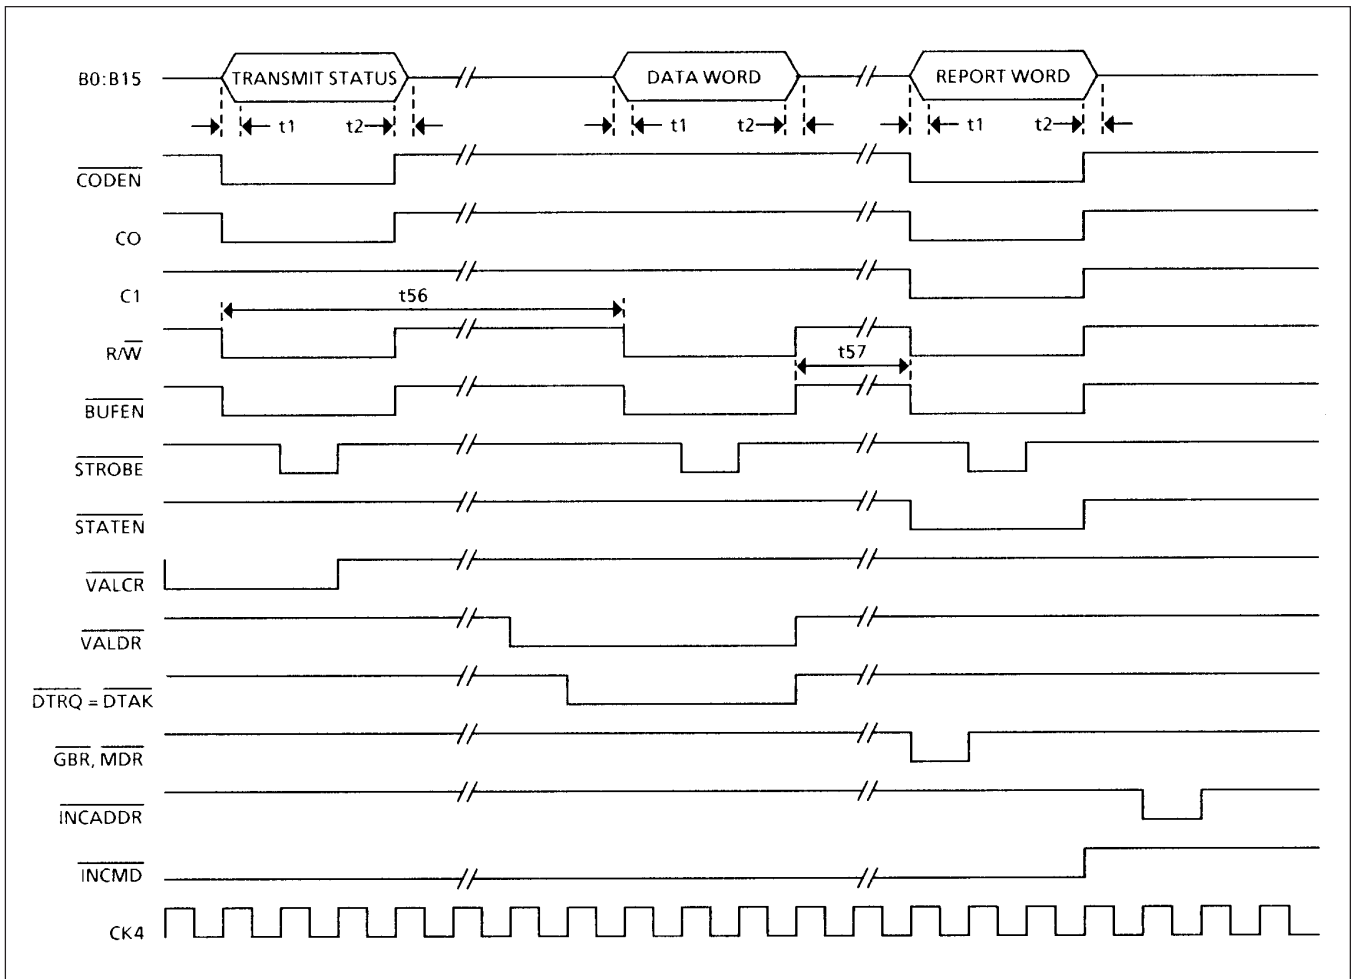 B0:B15 TRANSMIT STATUS DATA WORD REPORT WORD
t1 t2 t1 t2 t1 t2
CODEN
CO
C1
t56
R/W
t57
BUFEN
STROBE
STATEN
VALCR
VALDR
DTRQ = DTAK
GBR, MDR
INCADDR
INCMD
CK4